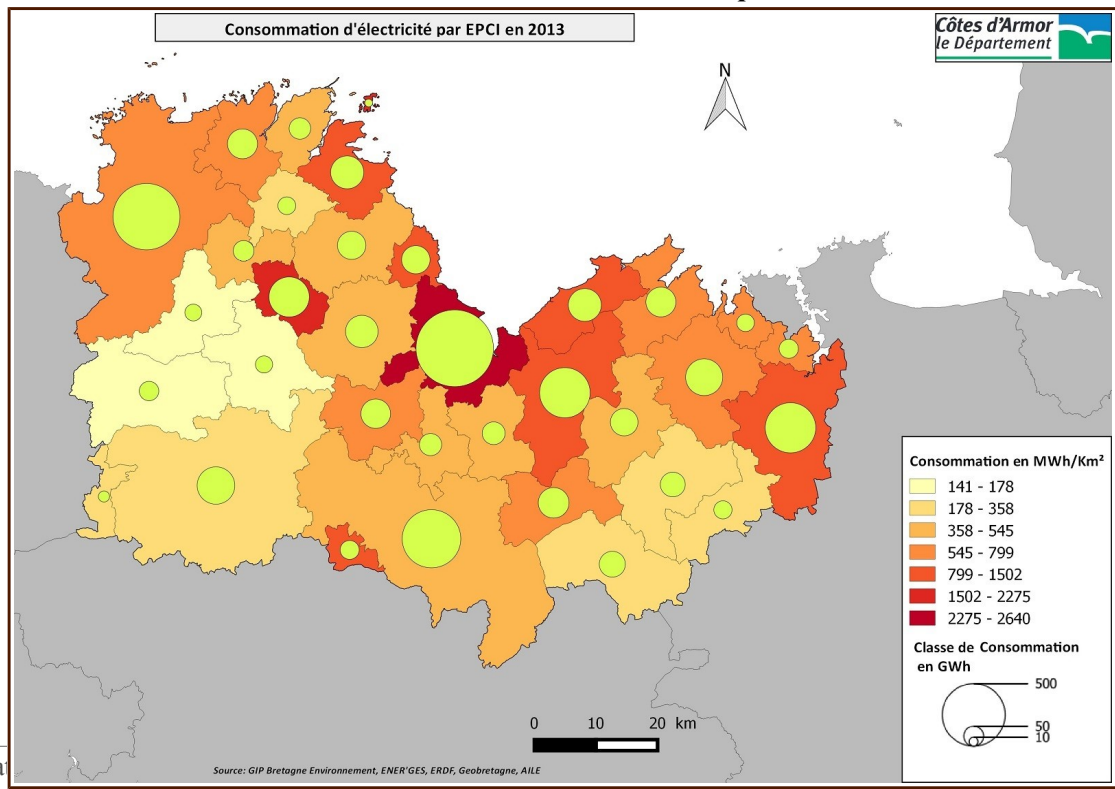 Consommation d'électricité par EPCI en 2013
Côtes d'Armor
le Département
N
Consommation en MWh/Km²
141 - 178
178 - 358
358 - 545
545 - 799
799 - 1502
1502 - 2275
2275 - 2640
Classe de Consommation
en GWh
500
50
10
0 10 20 km
Source: GIP Bretagne Environnement, ENER'GES, ERDF, Geobretagne, AILE